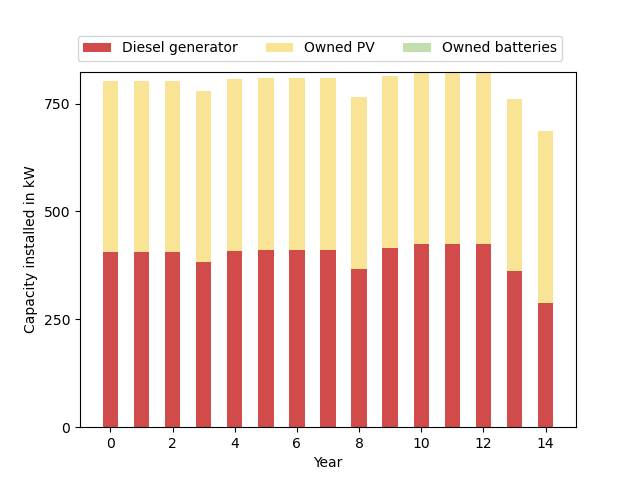 Diesel generator Owned PV Owned batteries
Capacity installed in kW
750
500
250
0
0 2 4 6 8 10 12 14
Year